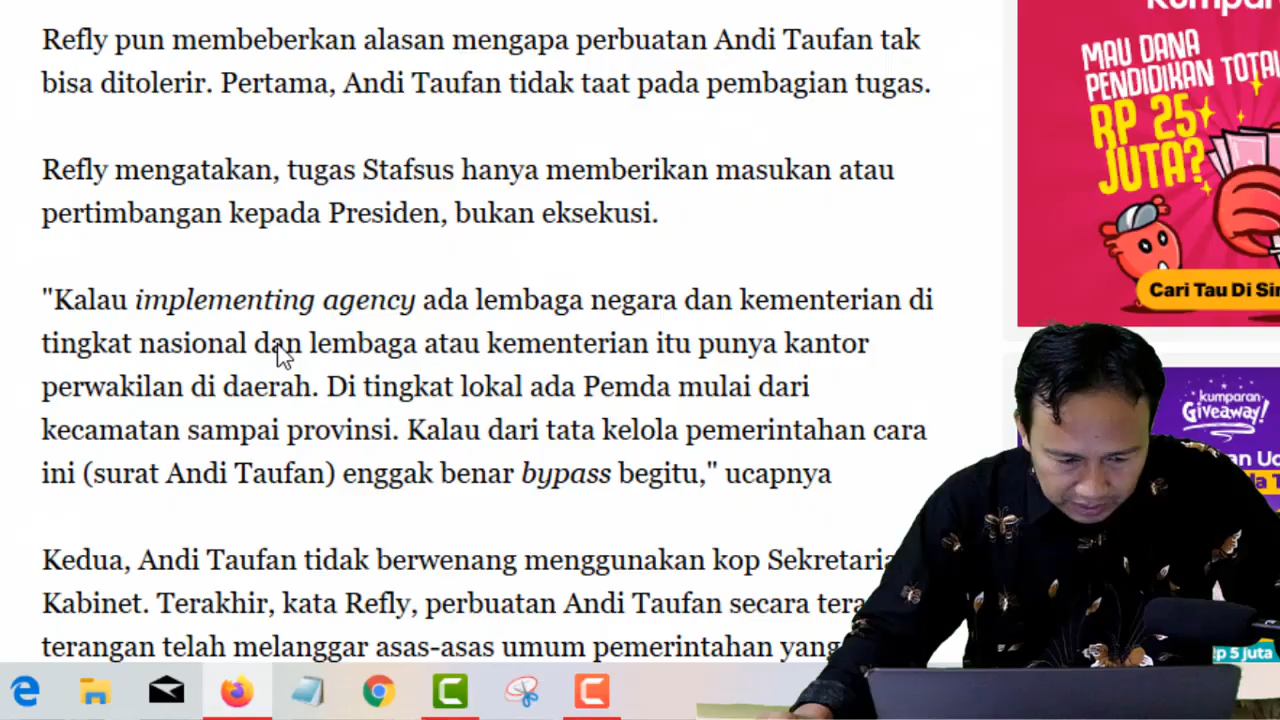 Refly pun membeberkan alasan mengapa perbuatan Andi Taufan tak
bisa ditolerir. Pertama, Andi Taufan tidak taat pada pembagian tugas.
Refly mengatakan, tugas Stafsus hanya memberikan masukan atau
pertimbangan kepada Presiden, bukan eksekusi.
"Kalau implementing agency ada lembaga negara dan kementerian di
tingkat nasional dan lembaga atau kementerian itu punya kantor
perwakilan di daerah. Di tingkat lokal ada Pemda mulai dari
kecamatan sampai provinsi. Kalau dari tata kelola pemerintahan cara
ini (surat Andi Taufan) enggak benar bypass begitu," ucapnya
Kedua, Andi Taufan tidak berwenang menggunakan kop
Kabinet. Terakhir, kata Refly, perbuatan Andi Taufan secara
terangan telah melanggar asas-asas umum pemerintahan yang
MAU DANA
PENDIDIKAN
RP 25
JUTA?
Cari Tau Di
kumparan
Giveaway!
5 juta